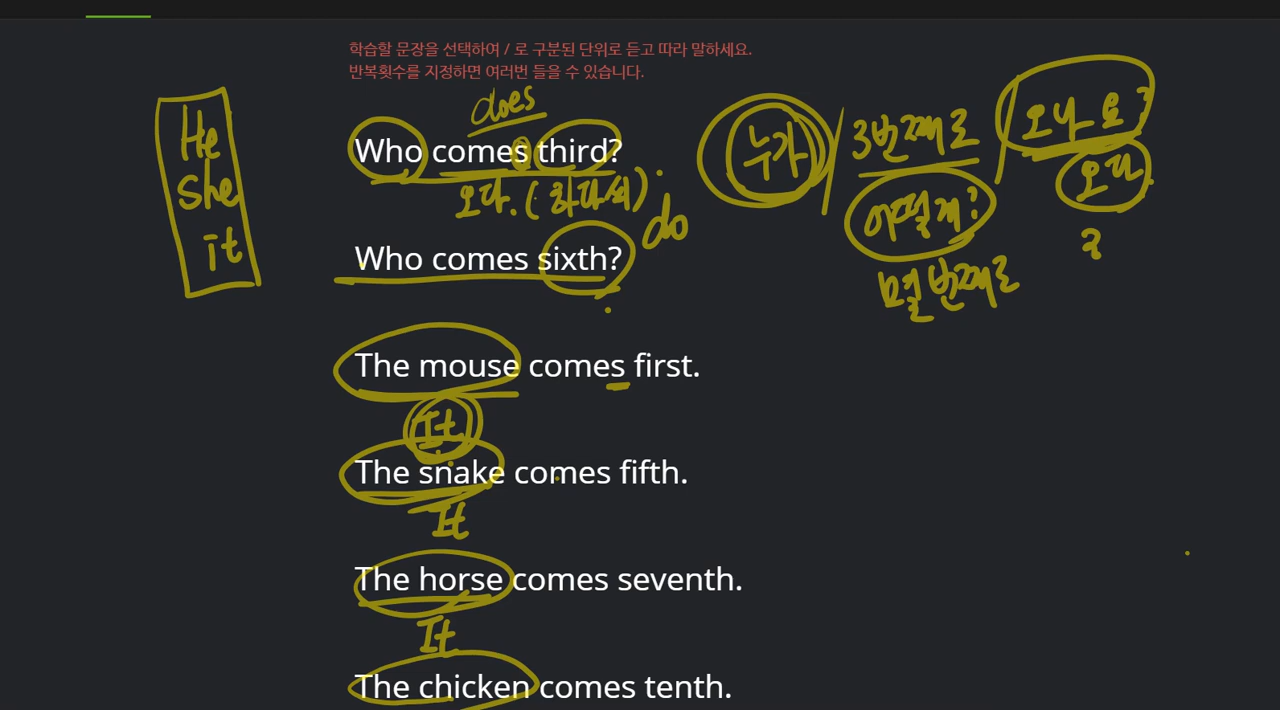 학습할 문장을 선택하여 / 로 구분된 단위로 듣고 따라 말하세요.
반복횟수를 지정하면 여러번 들을 수 있습니다.
does
Who comes third?
오다. (하다씨)
do
Who comes sixth?
He
She
it
누가 / 3번째로 / 오나요?
어떻게? 오다
몇 번째로 ?
The mouse comes first.
It
The snake comes fifth.
It
The horse comes seventh.
It
The chicken comes tenth.